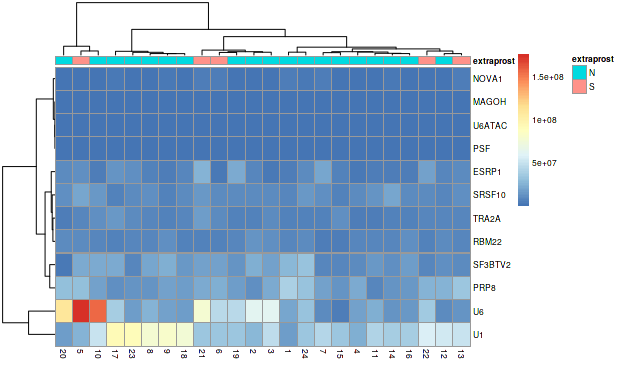 extraprost
NOVA1
MAGOH
U6ATAC
PSF
ESRP1
SRSF10
TRA2A
RBM22
SF3BTV2
PRP8
U6
U1
20 5 10 17 23 8 9 18 21 6 19 2 3 1 24 7 15 4 11 14 16 22 12 13
1.5e+08
1e+08
5e+07
extraprost
N
S